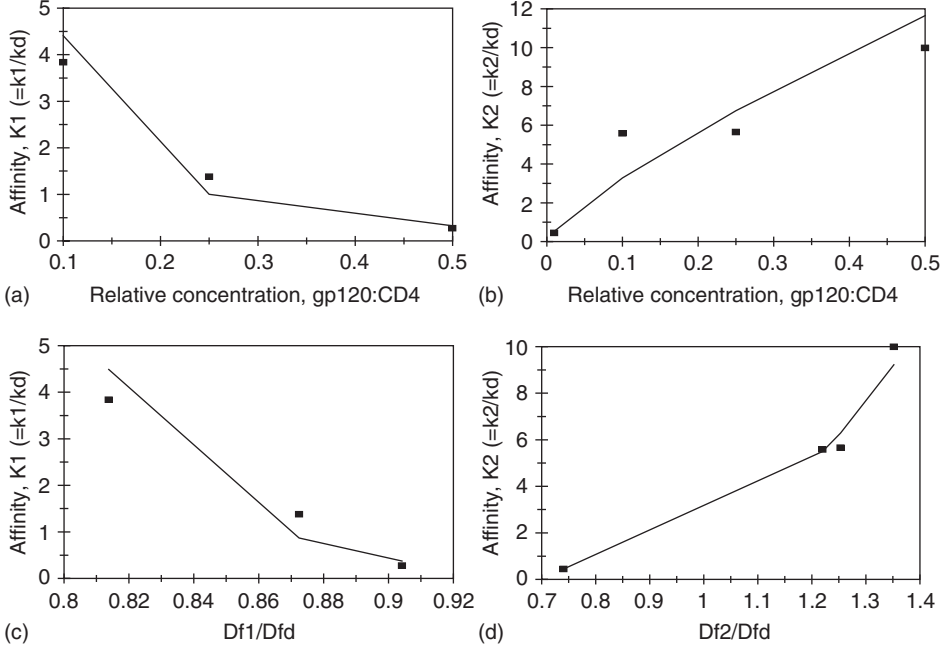 5
4
3
2
1
0
0.1 0.2 0.3 0.4 0.5
Affinity, K1 (=k1/kd)
(a) Relative concentration, gp120:CD4
12
10
8
6
4
2
0
0 0.1 0.2 0.3 0.4 0.5
Affinity, K2 (=k2/kd)
(b) Relative concentration, gp120:CD4
5
4
3
2
1
0
0.8 0.82 0.84 0.86 0.88 0.9 0.92
Affinity, K1 (=k1/kd)
(c) Df1/Dfd
10
8
6
4
2
0
0.7 0.8 0.9 1 1.1 1.2 1.3 1.4
Affinity, K2 (=k2/kd)
(d) Df2/Dfd